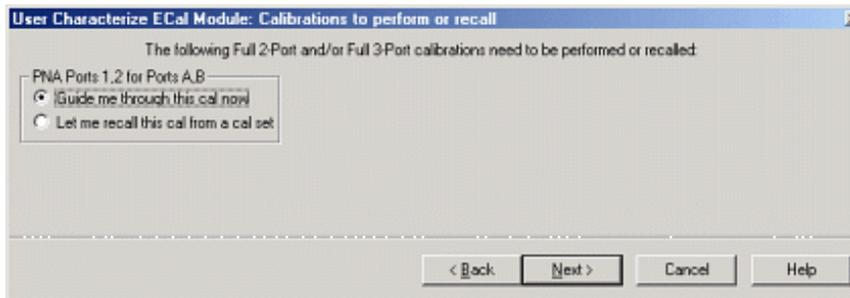 User Characterize ECal Module: Calibrations to perform or recall
The following Full 2-Port and/or Full 3-Port calibrations need to be performed or recalled:
PNA Ports 1,2 for Ports A,B
Guide me through this cal now
Let me recall this cal from a cal set
< Back Next > Cancel Help